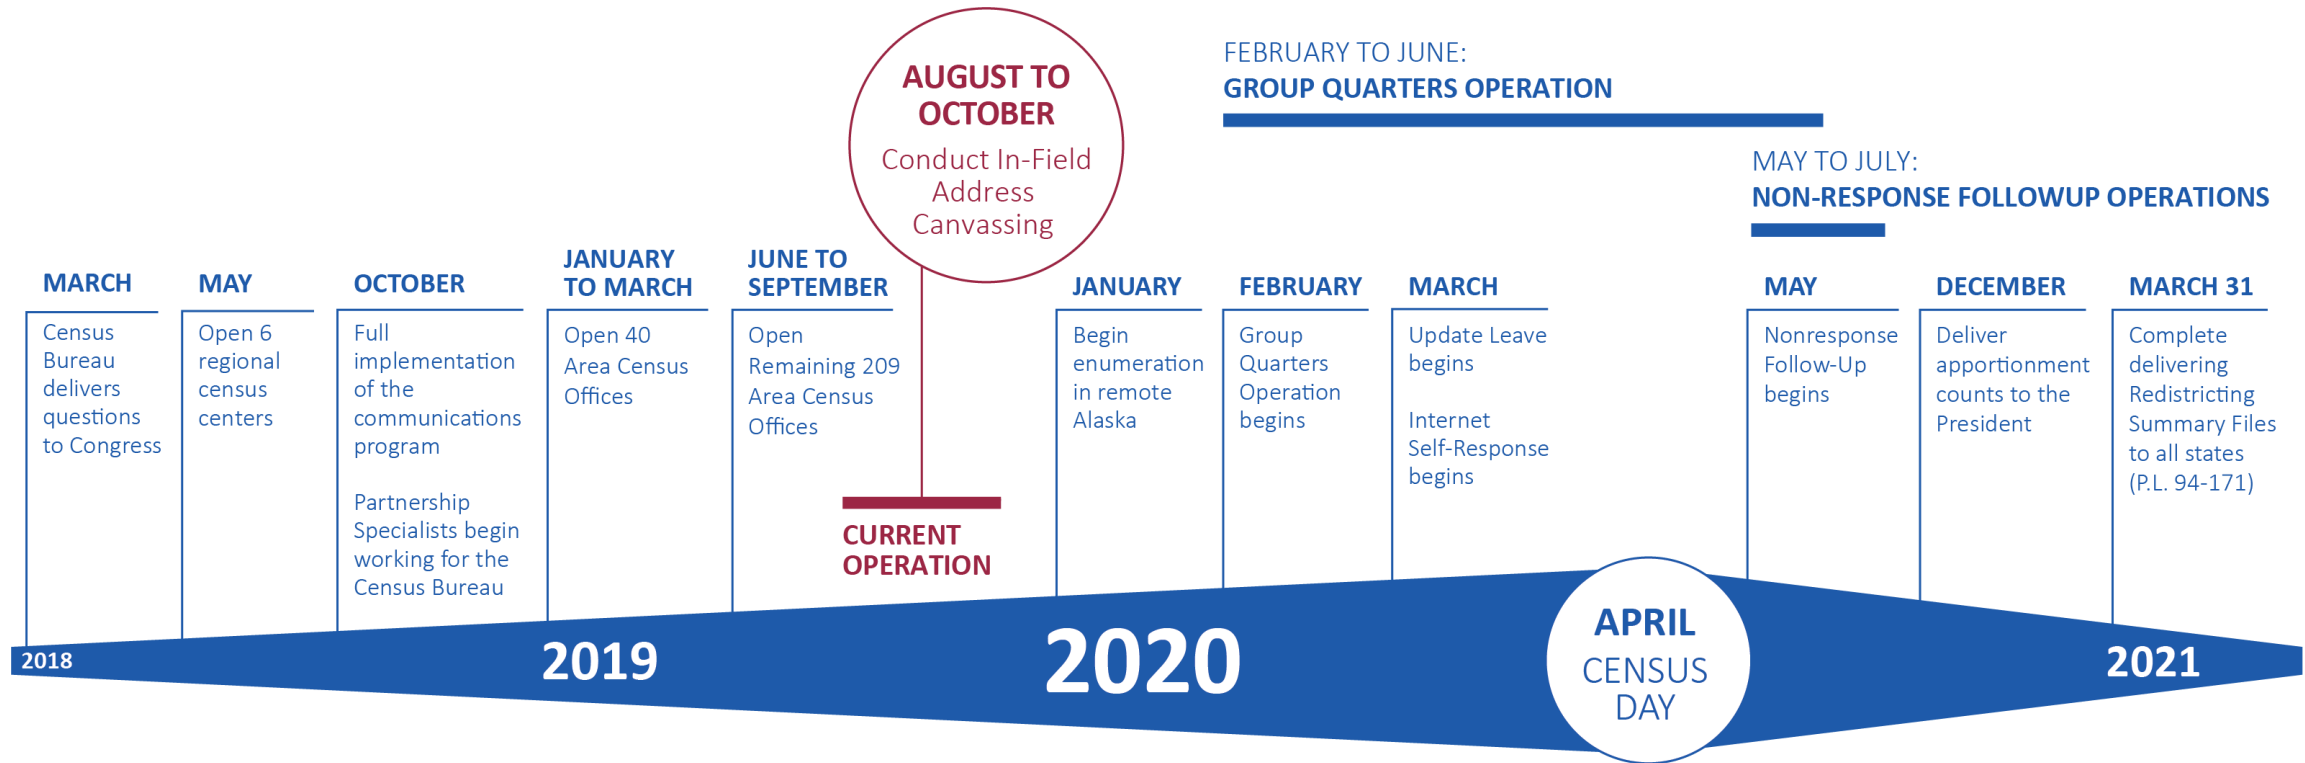 AUGUST TO
OCTOBER
Conduct In-Field
Address
Canvassing
FEBRUARY TO JUNE:
GROUP QUARTERS OPERATION
MAY TO JULY:
NON-RESPONSE FOLLOWUP OPERATIONS
MARCH
Census
Bureau
delivers
questions
to Congress
MAY
Open 6
regional
census
centers
OCTOBER
Full
implementation
of the
communications
program
Partnership
Specialists begin
working for the
Census Bureau
JANUARY
TO MARCH
Open 40
Area Census
Offices
JUNE TO
SEPTEMBER
Open
Remaining 209
Area Census
Offices
CURRENT
OPERATION
JANUARY
Begin
enumeration
in remote
Alaska
FEBRUARY
Group
Quarters
Operation
begins
MARCH
Update Leave
begins
Internet
Self-Response
begins
MAY
Nonresponse
Follow-Up
begins
DECEMBER
Deliver
apportionment
counts to the
President
MARCH 31
Complete
delivering
Redistricting
Summary Files
to all states
(P.L. 94-171)
2018
2019
2020
APRIL
CENSUS
DAY
2021